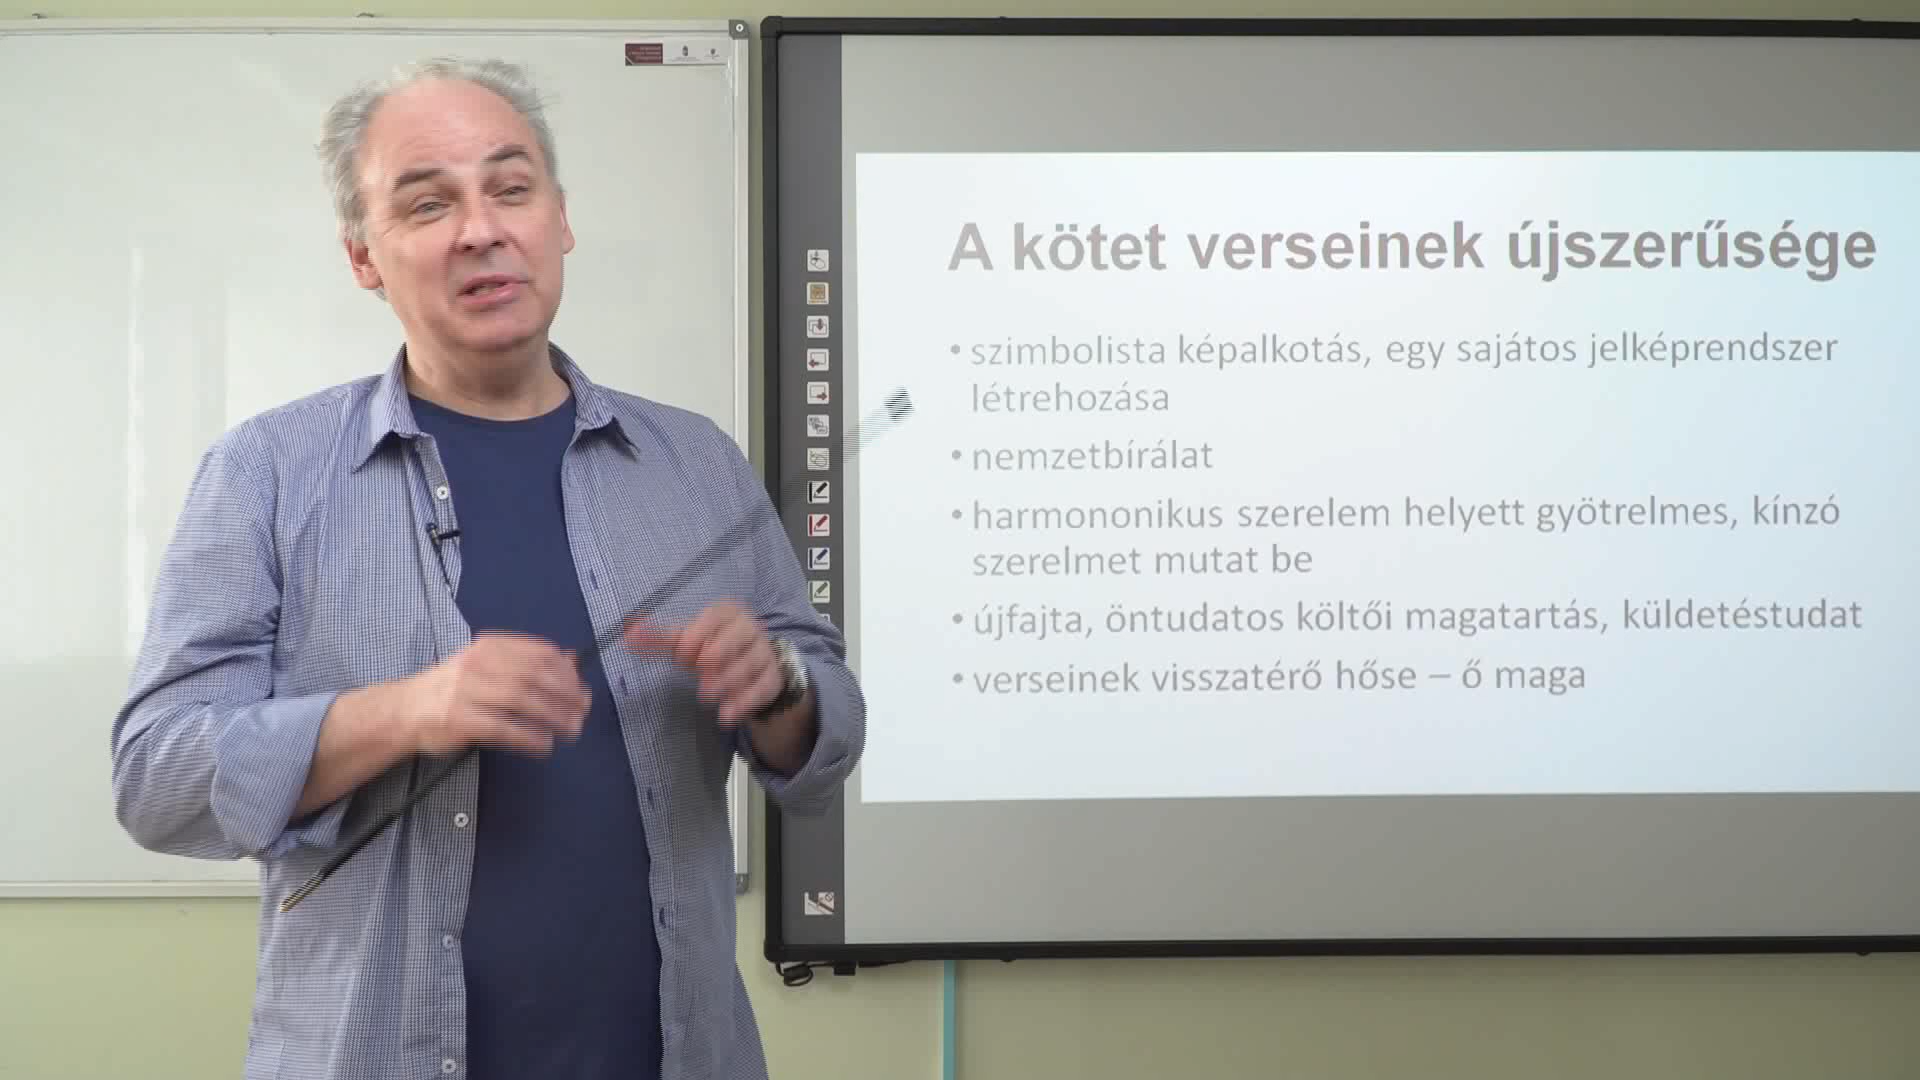 A kötet verseinek újszerűsége
• szimbolista képalkotás, egy sajátos jelképrendszer
létrehozása
• nemzetbírálat
• harmononikus szerelem helyett gyötrelmes, kínzó
szerelmet mutat be
• újfajta, öntudatos költői magatartás, küldetéstudat
• verseinek visszatérő hőse – ő maga